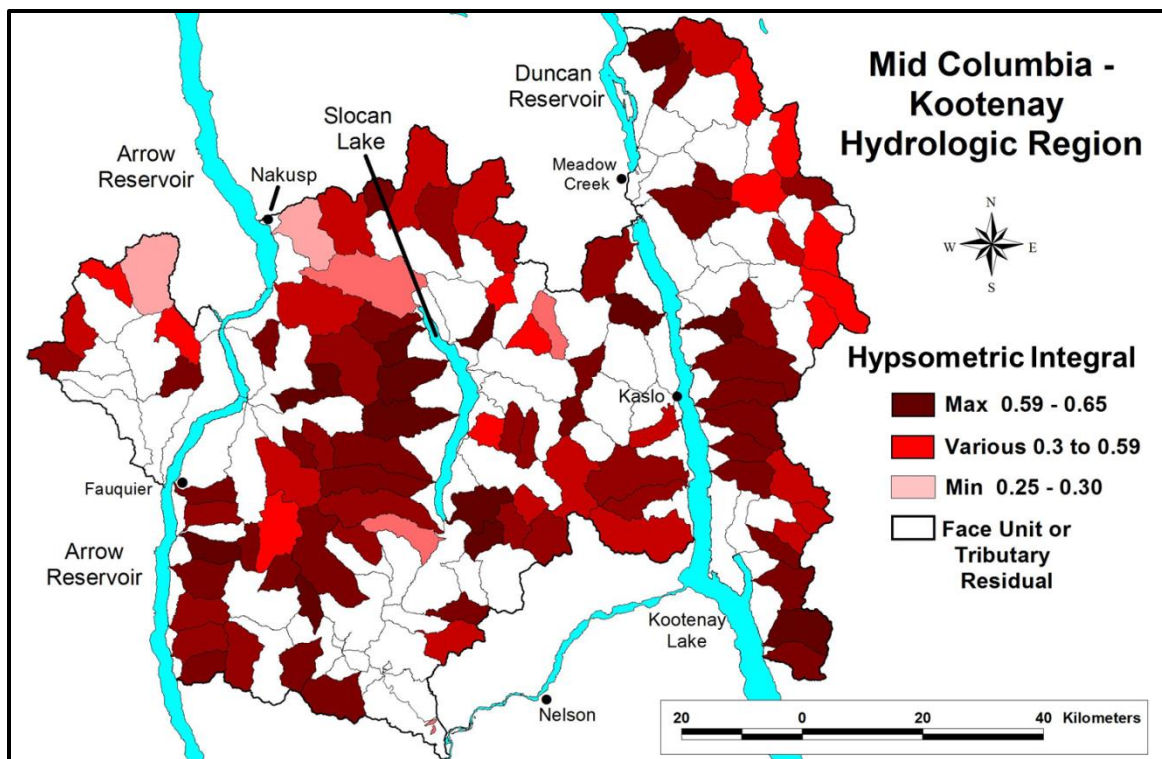 Mid Columbia -
Kootenay
Hydrologic Region
Duncan
Reservoir
Slocan
Lake
Arrow
Reservoir
Nakusp
Meadow
Creek
N
W E
S
Hypsometric Integral
Max 0.59 - 0.65
Various 0.3 to 0.59
Min 0.25 - 0.30
Face Unit or
Tributary
Residual
Kaslo
Fauquier
Arrow
Reservoir
Kootenay
Lake
Nelson
20 0 20 40 Kilometers